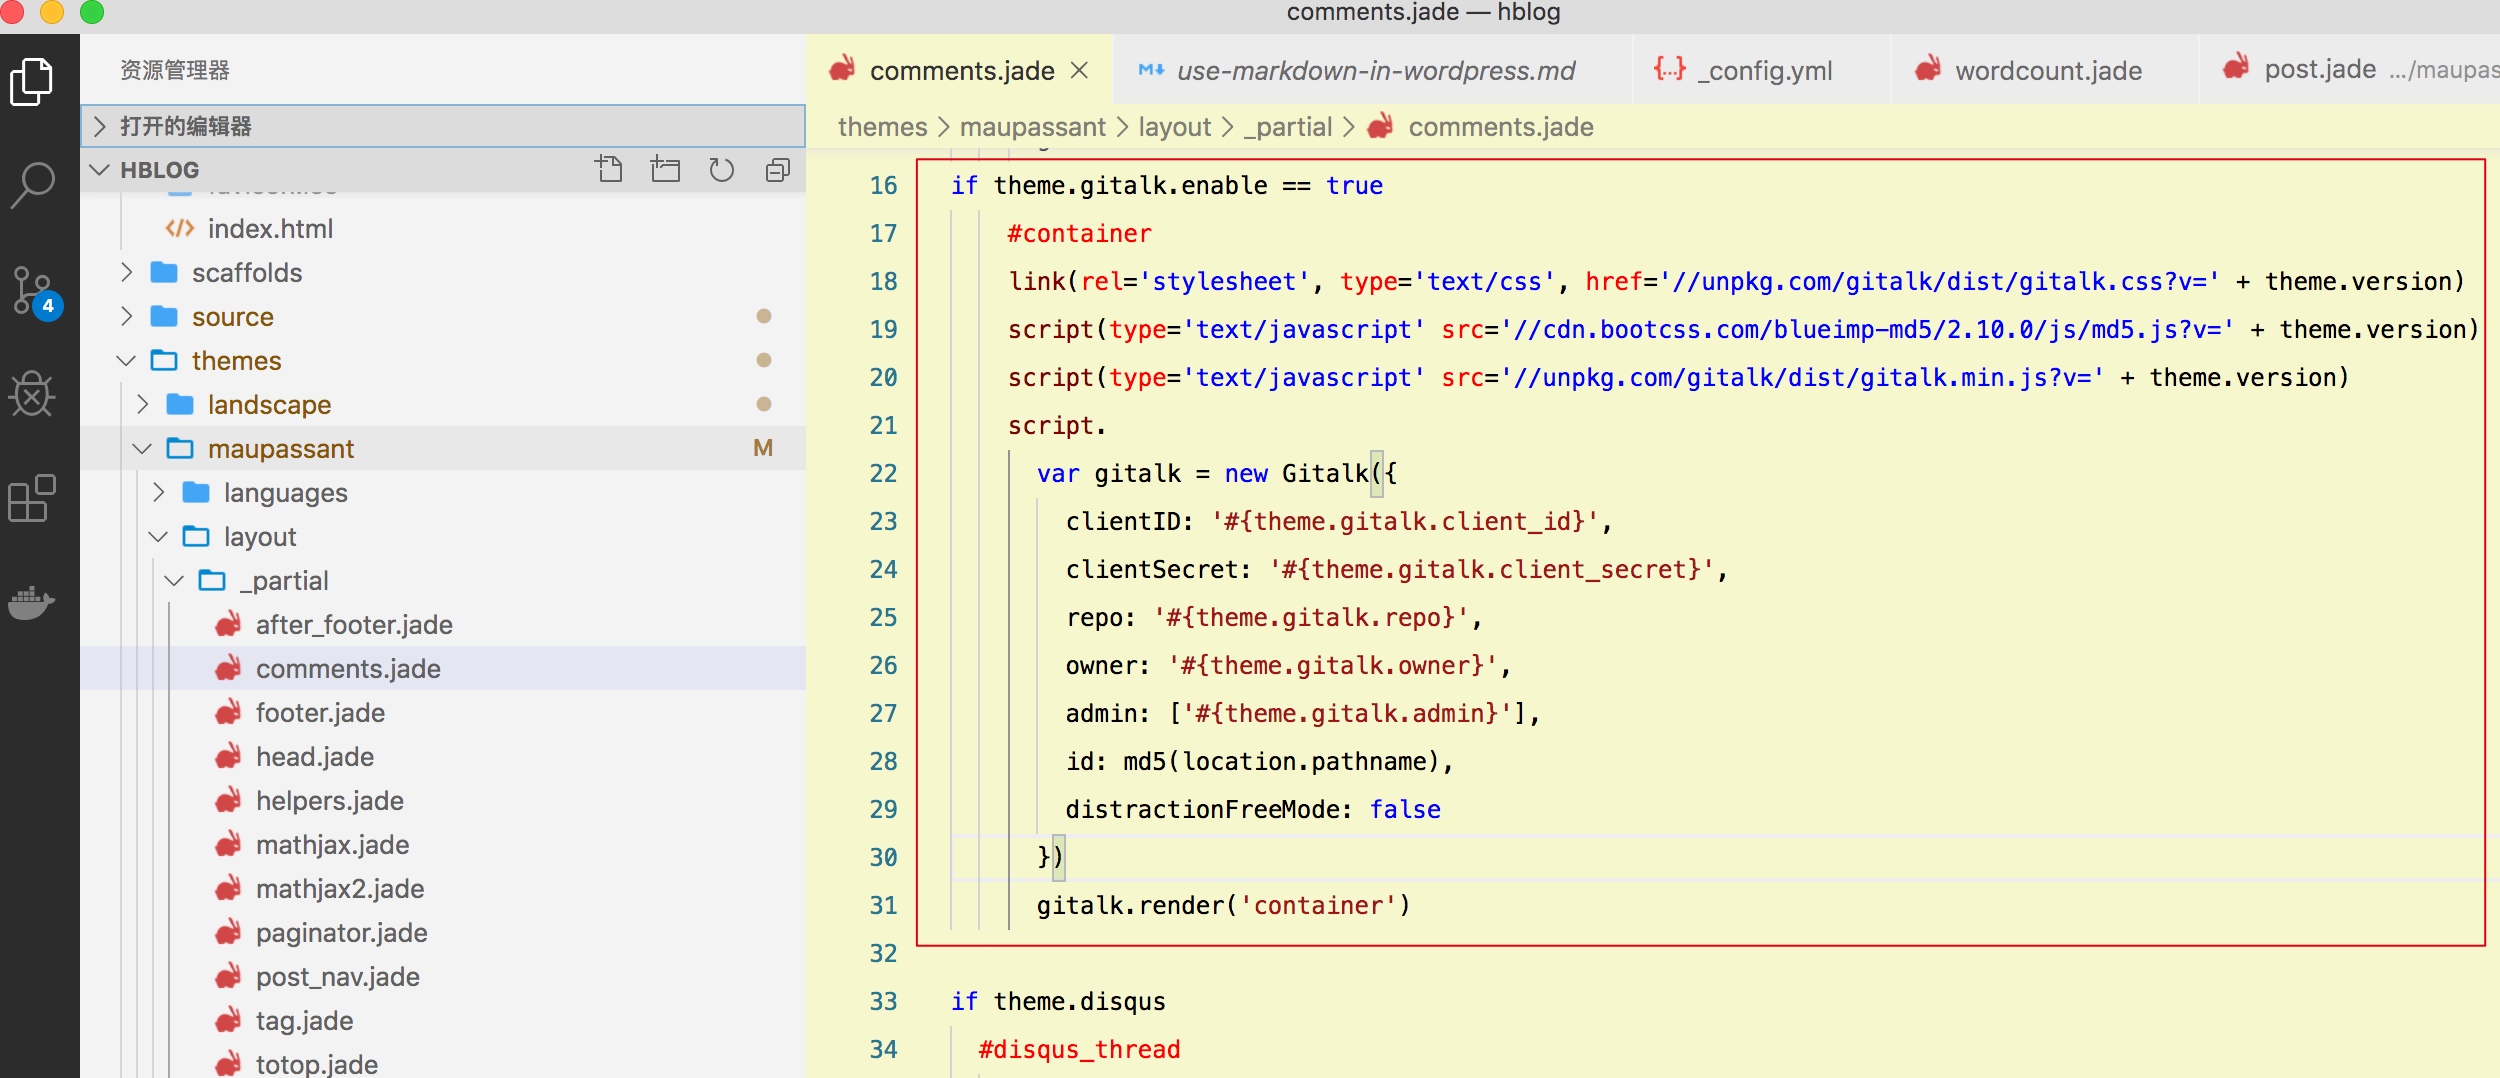 comments.jade — hblog
资源管理器
打开的编辑器
HBLOG
index.html
scaffolds
source
themes
landscape
maupassant M
languages
layout
_partial
after_footer.jade
comments.jade
footer.jade
head.jade
helpers.jade
mathjax.jade
mathjax2.jade
paginator.jade
post_nav.jade
tag.jade
totop.jade
4
comments.jade
use-markdown-in-wordpress.md
{...} _config.yml
wordcount.jade
post.jade .../maupas
themes > maupassant > layout > _partial > comments.jade
16 if theme.gitalk.enable == true
17 #container
18 link(rel='stylesheet', type='text/css', href='//unpkg.com/gitalk/dist/gitalk.css?v=' + theme.version)
19 script(type='text/javascript' src='//cdn.bootcss.com/blueimp-md5/2.10.0/js/md5.js?v=' + theme.version)
20 script(type='text/javascript' src='//unpkg.com/gitalk/dist/gitalk.min.js?v=' + theme.version)
21 script.
22 var gitalk = new Gitalk({
23 clientID: '#{theme.gitalk.client_id}',
24 clientSecret: '#{theme.gitalk.client_secret}',
25 repo: '#{theme.gitalk.repo}',
26 owner: '#{theme.gitalk.owner}',
27 admin: ['#{theme.gitalk.admin}'],
28 id: md5(location.pathname),
29 distractionFreeMode: false
30 })
31 gitalk.render('container')
32
33 if theme.disqus
34 #disqus_thread